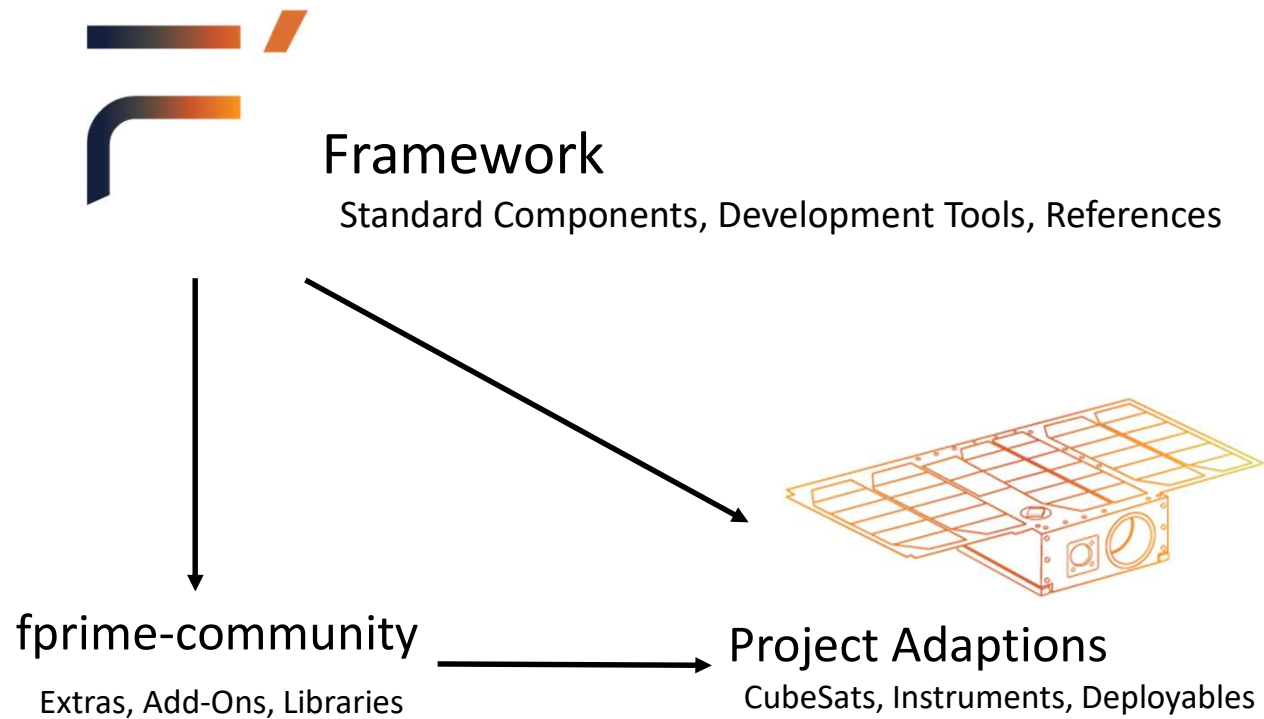 F'
Framework
Standard Components, Development Tools, References
fprime-community
Extras, Add-Ons, Libraries
Project Adaptions
CubeSats, Instruments, Deployables